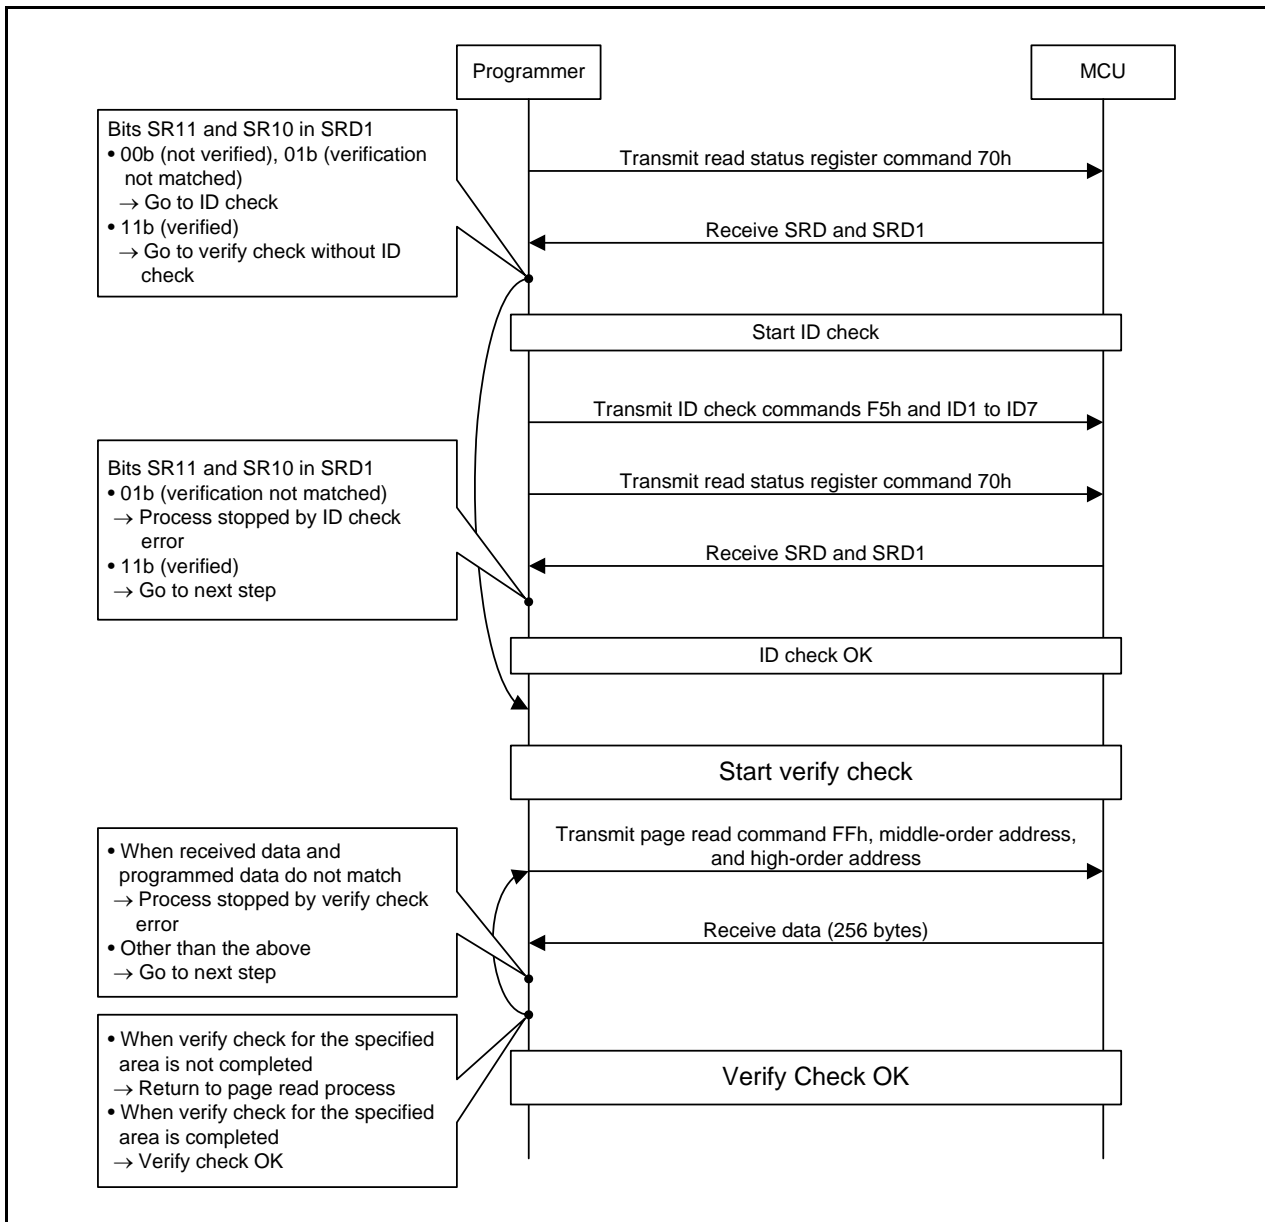 Programmer
MCU
Bits SR11 and SR10 in SRD1
• 00b (not verified), 01b (verification
not matched)
→ Go to ID check
• 11b (verified)
→ Go to verify check without ID
check
Transmit read status register command 70h
Receive SRD and SRD1
Start ID check
Transmit ID check commands F5h and ID1 to ID7
Bits SR11 and SR10 in SRD1
• 01b (verification not matched)
→ Process stopped by ID check
error
• 11b (verified)
→ Go to next step
Transmit read status register command 70h
Receive SRD and SRD1
ID check OK
Start verify check
• When received data and
programmed data do not match
→ Process stopped by verify check
error
• Other than the above
→ Go to next step
Transmit page read command FFh, middle-order address,
and high-order address
Receive data (256 bytes)
• When verify check for the specified
area is not completed
→ Return to page read process
• When verify check for the specified
area is completed
→ Verify check OK
Verify Check OK